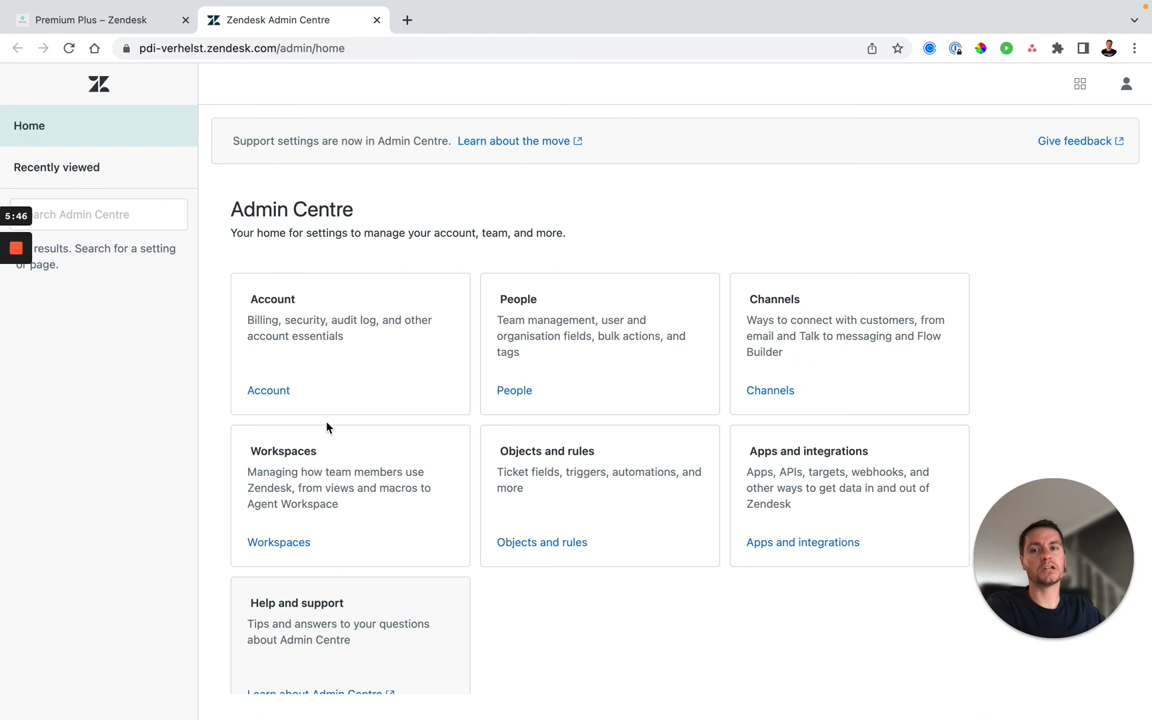 Premium Plus – Zendesk
Zendesk Admin Centre
pdi-verhelst.zendesk.com/admin/home
Home
Recently viewed
Search Admin Centre
5:46
results. Search for a setting
or page.
Support settings are now in Admin Centre. Learn about the move
Give feedback
Admin Centre
Your home for settings to manage your account, team, and more.
Account
Billing, security, audit log, and other
account essentials
Account
People
Team management, user and
organisation fields, bulk actions, and
tags
People
Channels
Ways to connect with customers, from
email and Talk to messaging and Flow
Builder
Channels
Workspaces
Managing how team members use
Zendesk, from views and macros to
Agent Workspace
Workspaces
Objects and rules
Ticket fields, triggers, automations, and
more
Objects and rules
Apps and integrations
Apps, APIs, targets, webhooks, and
other ways to get data in and out of
Zendesk
Apps and integrations
Help and support
Tips and answers to your questions
about Admin Centre
Learn about Admin Centre